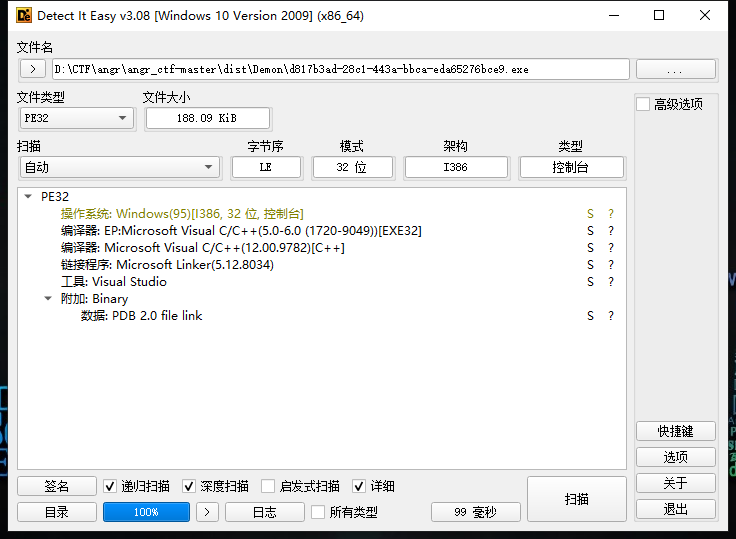 Detect It Easy v3.08 [Windows 10 Version 2009] (x86_64)
文件名
> D:\CTF\angr\angr_ctf-master\dist\Demon\d817b3ad-28c1-443a-bbca-eda65276bce9.exe ...
文件类型 文件大小
PE32 188.09 KiB
高级选项
扫描 字节序 模式 架构 类型
自动 LE 32 位 I386 控制台
PE32
操作系统: Windows(95)[I386, 32 位, 控制台] S ?
编译器: EP:Microsoft Visual C/C++(5.0-6.0 (1720-9049))[EXE32] S ?
编译器: Microsoft Visual C/C++(12.00.9782)[C++] S ?
链接程序: Microsoft Linker(5.12.8034) S ?
工具: Visual Studio S ?
附加: Binary
数据: PDB 2.0 file link S ?
快捷键
选项
关于
退出
签名 递归扫描 深度扫描 启发式扫描 详细
扫描
目录 100% > 日志 所有类型 99 毫秒